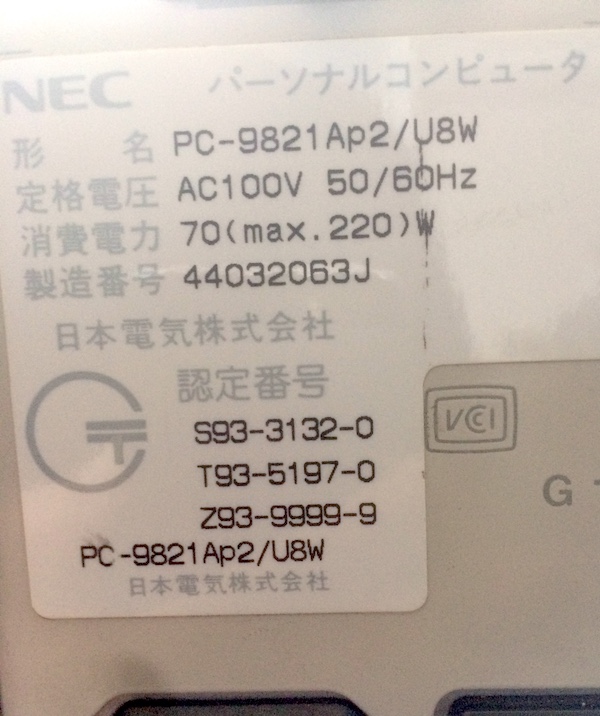 NEC パーソナルコンピュータ
形 名 PC-9821Ap2/U8W
定格電圧 AC100V 50/60Hz
消費電力 70(max.220)W
製造番号 44032063J
日本電気株式会社
認定番号
S93-3132-0
T93-5197-0
Z93-9999-9
PC-9821Ap2/U8W
日本電気株式会社
VCCI
G